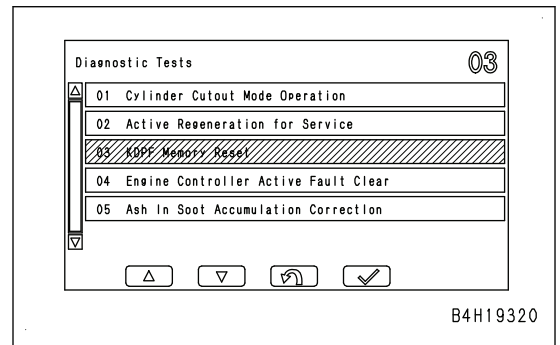 Diagnostic Tests 03
01 Cylinder Cutout Mode Operation
02 Active Regeneration for Service
03 KDPF Memory Reset
04 Engine Controller Active Fault Clear
05 Ash In Soot Accumulation Correction
B4H19320